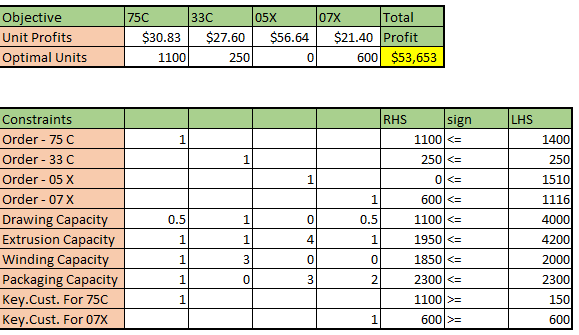 Objective 75C 33C 05X 07X Total
Unit Profits $30.83 $27.60 $56.64 $21.40 Profit
Optimal Units 1100 250 0 600 $53,653
Constraints RHS sign LHS
Order - 75 C 1 1100 <= 1400
Order - 33 C 1 250 <= 250
Order - 05 X 1 0 <= 1510
Order - 07 X 1 600 <= 1116
Drawing Capacity 0.5 1 0 0.5 1100 <= 4000
Extrusion Capacity 1 1 4 1 1950 <= 4200
Winding Capacity 1 3 0 0 1850 <= 2000
Packaging Capacity 1 0 3 2 2300 <= 2300
Key.Cust. For 75C 1 1100 >= 150
Key.Cust. For 07X 1 600 >= 600